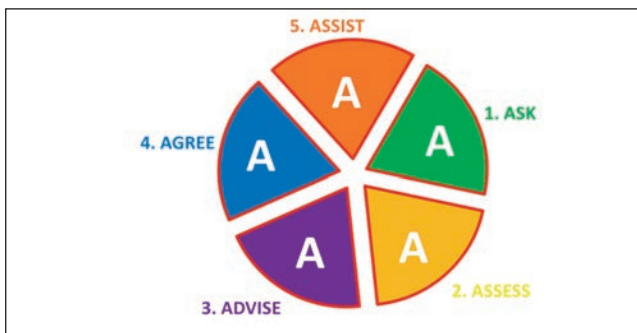 5. ASSIST
A
1. ASK
A
4. AGREE
A
A
2. ASSESS
A
3. ADVISE